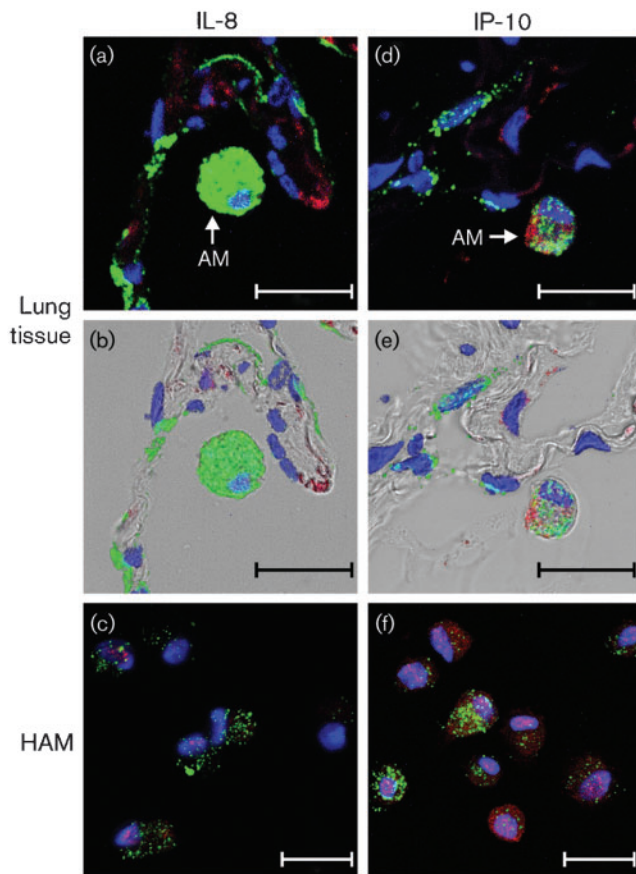 IL-8 IP-10
(a) (d)
AM AM
Lung
tissue
(b) (e)
(c) (f)
HAM